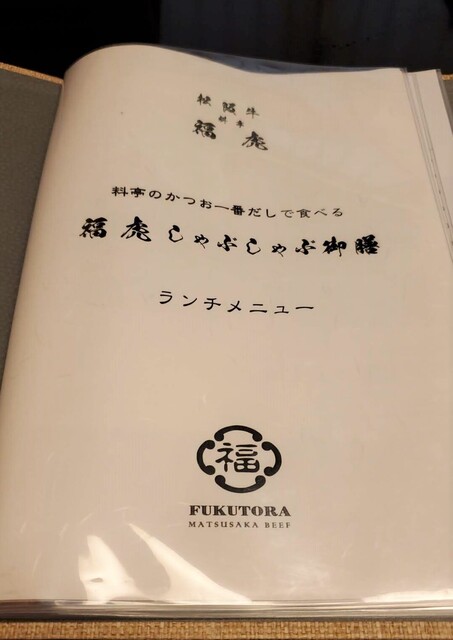 松阪牛
料亭
福虎
料亭のかつお一番だしで食べる
福虎しゃぶしゃぶ御膳
ランチメニュー
福
FUKUTORA
MATSUSAKA BEEF